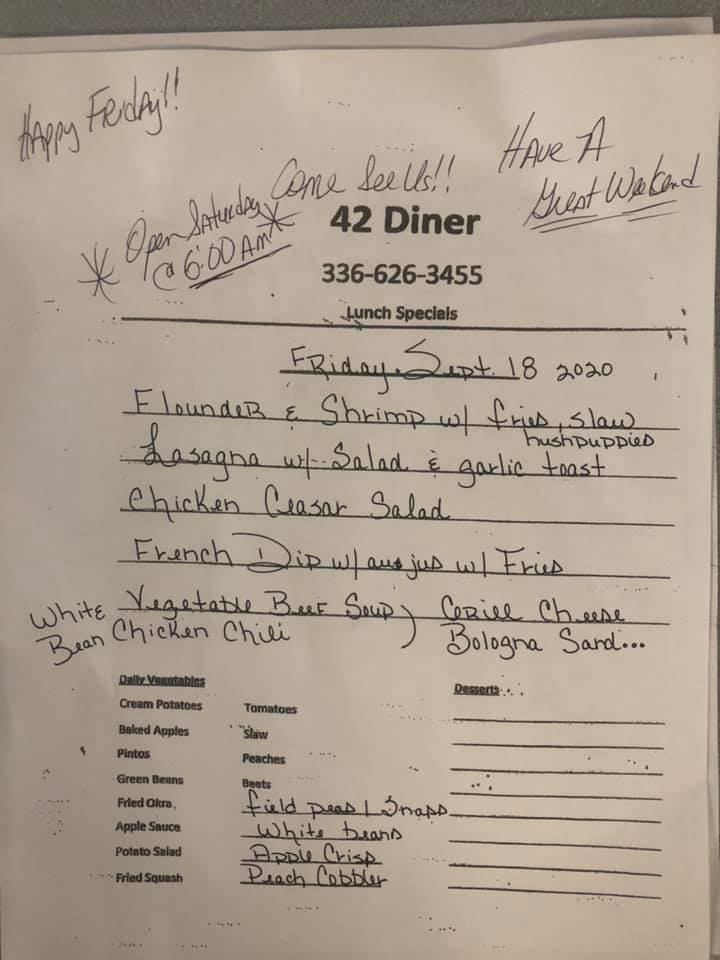 HAPPY FRIDAY!!
Come See Us!!
HAVE A
Great Weekend
Open Saturday
@ 6:00 AM
42 Diner
336-626-3455
Lunch Specials
Friday, Sept. 18 2020
Flounder & Shrimp w/ fries, slaw
hushpuppies
Lasagna w/ Salad & garlic toast
Chicken Ceasar Salad
French Dip w/ aus jus w/ Fries
Vegetable Beef Soup) Grill Cheese
White Bean Chicken Chili Bologna Sand...
Daily Vegetables Desserts
Cream Potatoes Tomatoes
Baked Apples Slaw
Pintos Peaches
Green Beans Beets
Fried Okra field peas / Snaps
Apple Sauce White beans
Potato Salad Apple Crisp
Fried Squash Peach Cobbler